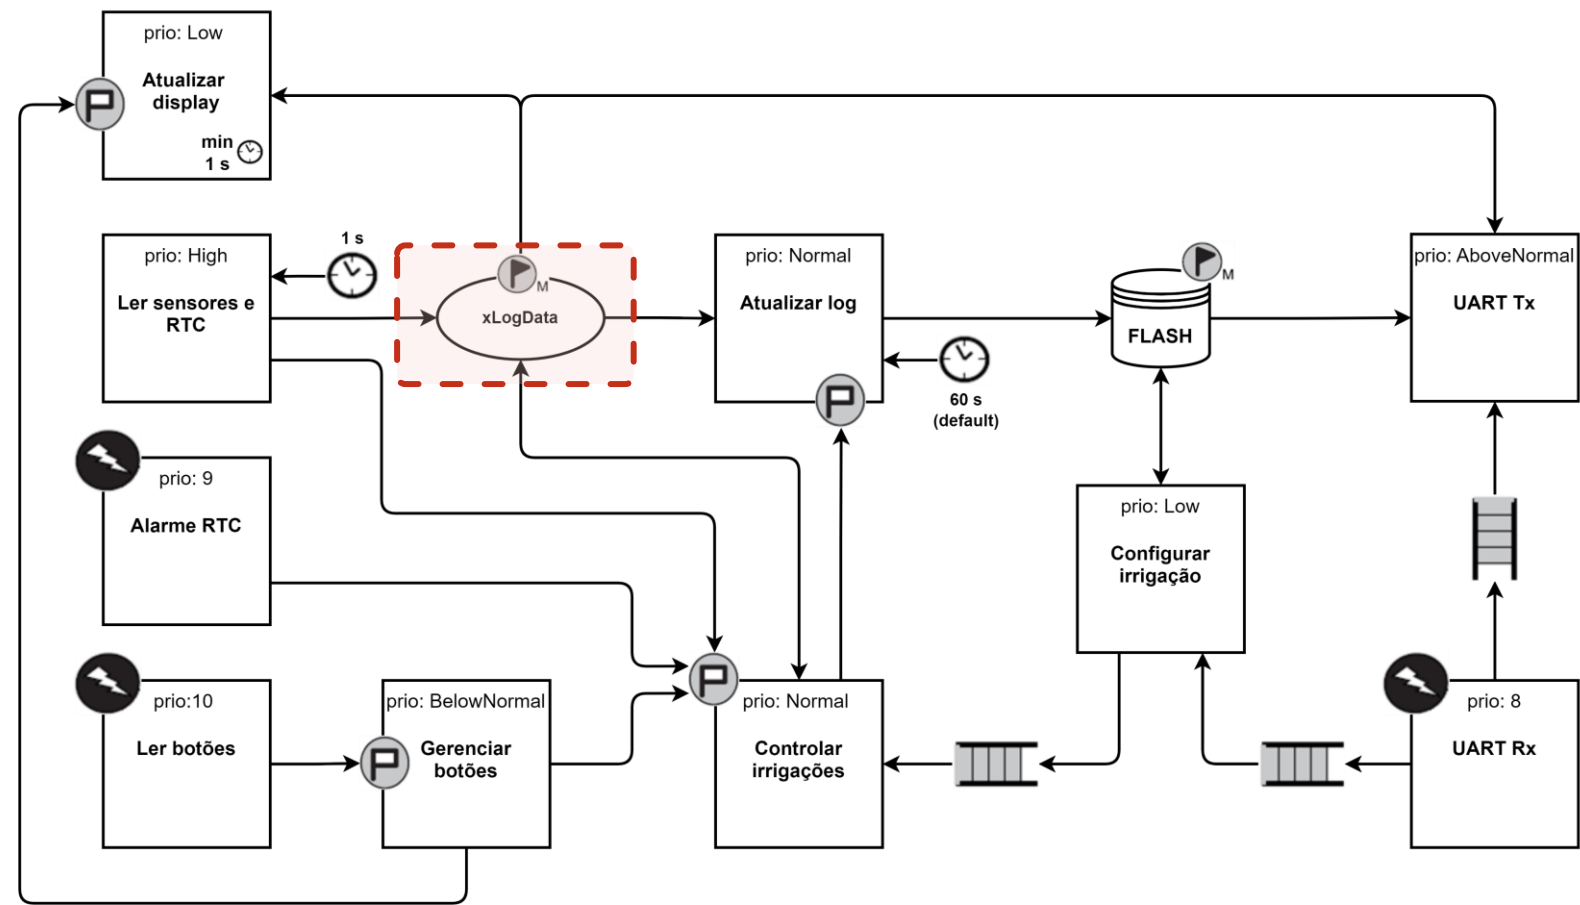 prio: Low
Atualizar
display
min
1 s
prio: High
Ler sensores e
RTC
1 s
M
xLogData
prio: Normal
Atualizar log
60 s
(default)
M
FLASH
prio: AboveNormal
UART Tx
prio: 9
Alarme RTC
prio: Low
Configurar
irrigação
prio:10
Ler botões
prio: BelowNormal
Gerenciar
botões
prio: Normal
Controlar
irrigações
prio: 8
UART Rx